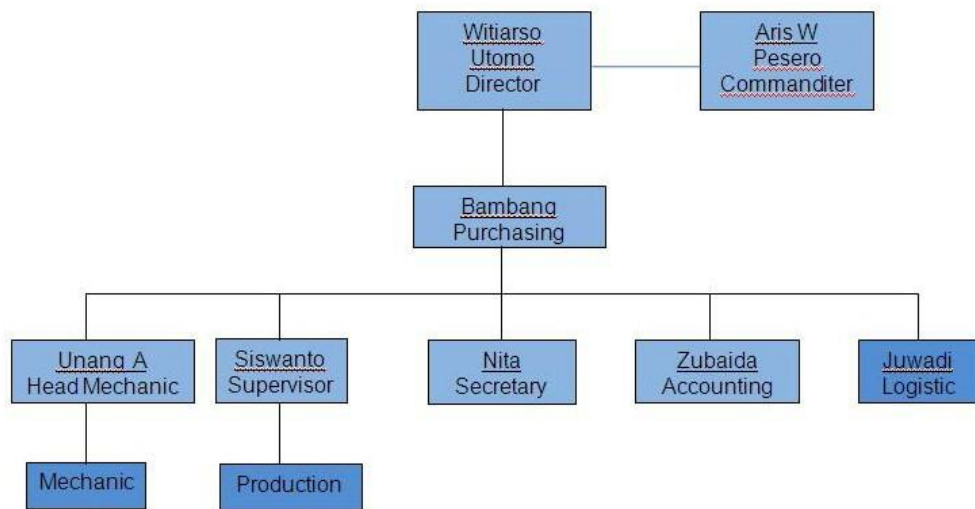 Witiarso
Utomo
Director
Aris W
Pesero
Commanditer
Bambang
Purchasing
Unang A
Head Mechanic
Siswanto
Supervisor
Nita
Secretary
Zubaida
Accounting
Juwadi
Logistic
Mechanic
Production